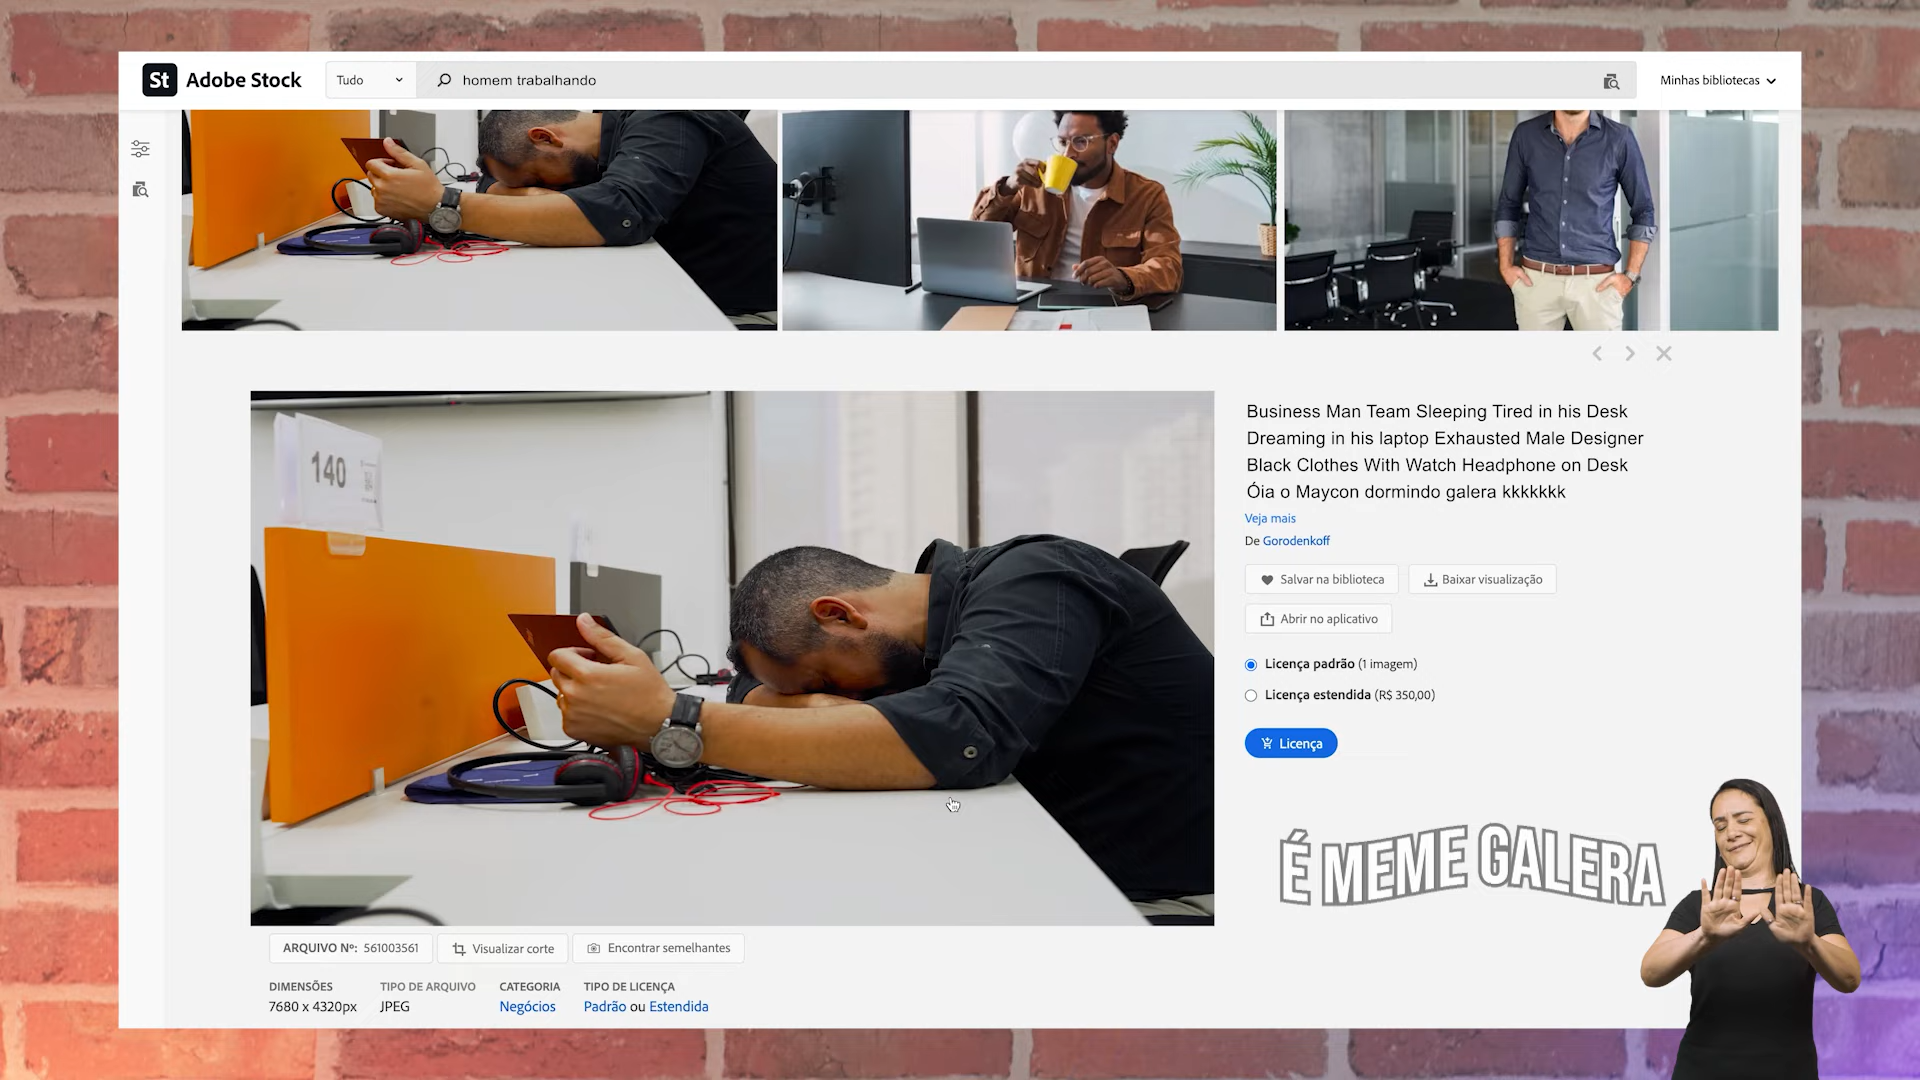 St Adobe Stock
Tudo
homem trabalhando
Minhas bibliotecas
140
Business Man Team Sleeping Tired in his Desk
Dreaming in his laptop Exhausted Male Designer
Black Clothes With Watch Headphone on Desk
Óia o Maycon dormindo galera kkkkkkk
Veja mais
De Gorodenkoff
Salvar na biblioteca
Baixar visualização
Abrir no aplicativo
Licença padrão (1 imagem)
Licença estendida (R$ 350,00)
Licença
É MEME GALERA
ARQUIVO Nº: 561003561
Visualizar corte
Encontrar semelhantes
DIMENSÕES
7680 x 4320px
TIPO DE ARQUIVO
JPEG
CATEGORIA
Negócios
TIPO DE LICENÇA
Padrão ou Estendida